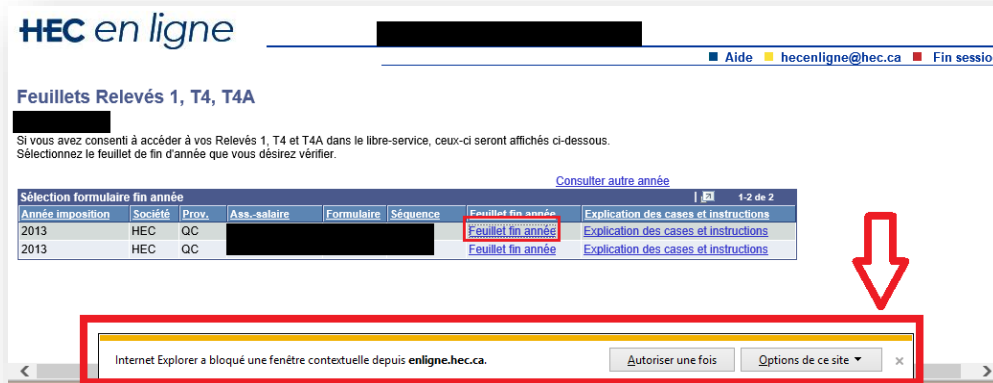 HEC en ligne
Aide hecenligne@hec.ca Fin sessio
Feuillets Relevés 1, T4, T4A
Si vous avez consenti à accéder à vos Relevés 1, T4 et T4A dans le libre-service, ceux-ci seront affichés ci-dessous.
Sélectionnez le feuillet de fin d'année que vous désirez vérifier.
Consulter autre année
Sélection formulaire fin année 1-2 de 2
Année imposition Société Prov. Ass.-salaire Formulaire Séquence Feuillet fin année Explication des cases et instructions
2013 HEC QC Feuillet fin année Explication des cases et instructions
2013 HEC QC Feuillet fin année Explication des cases et instructions
Internet Explorer a bloqué une fenêtre contextuelle depuis enligne.hec.ca. Autoriser une fois Options de ce site